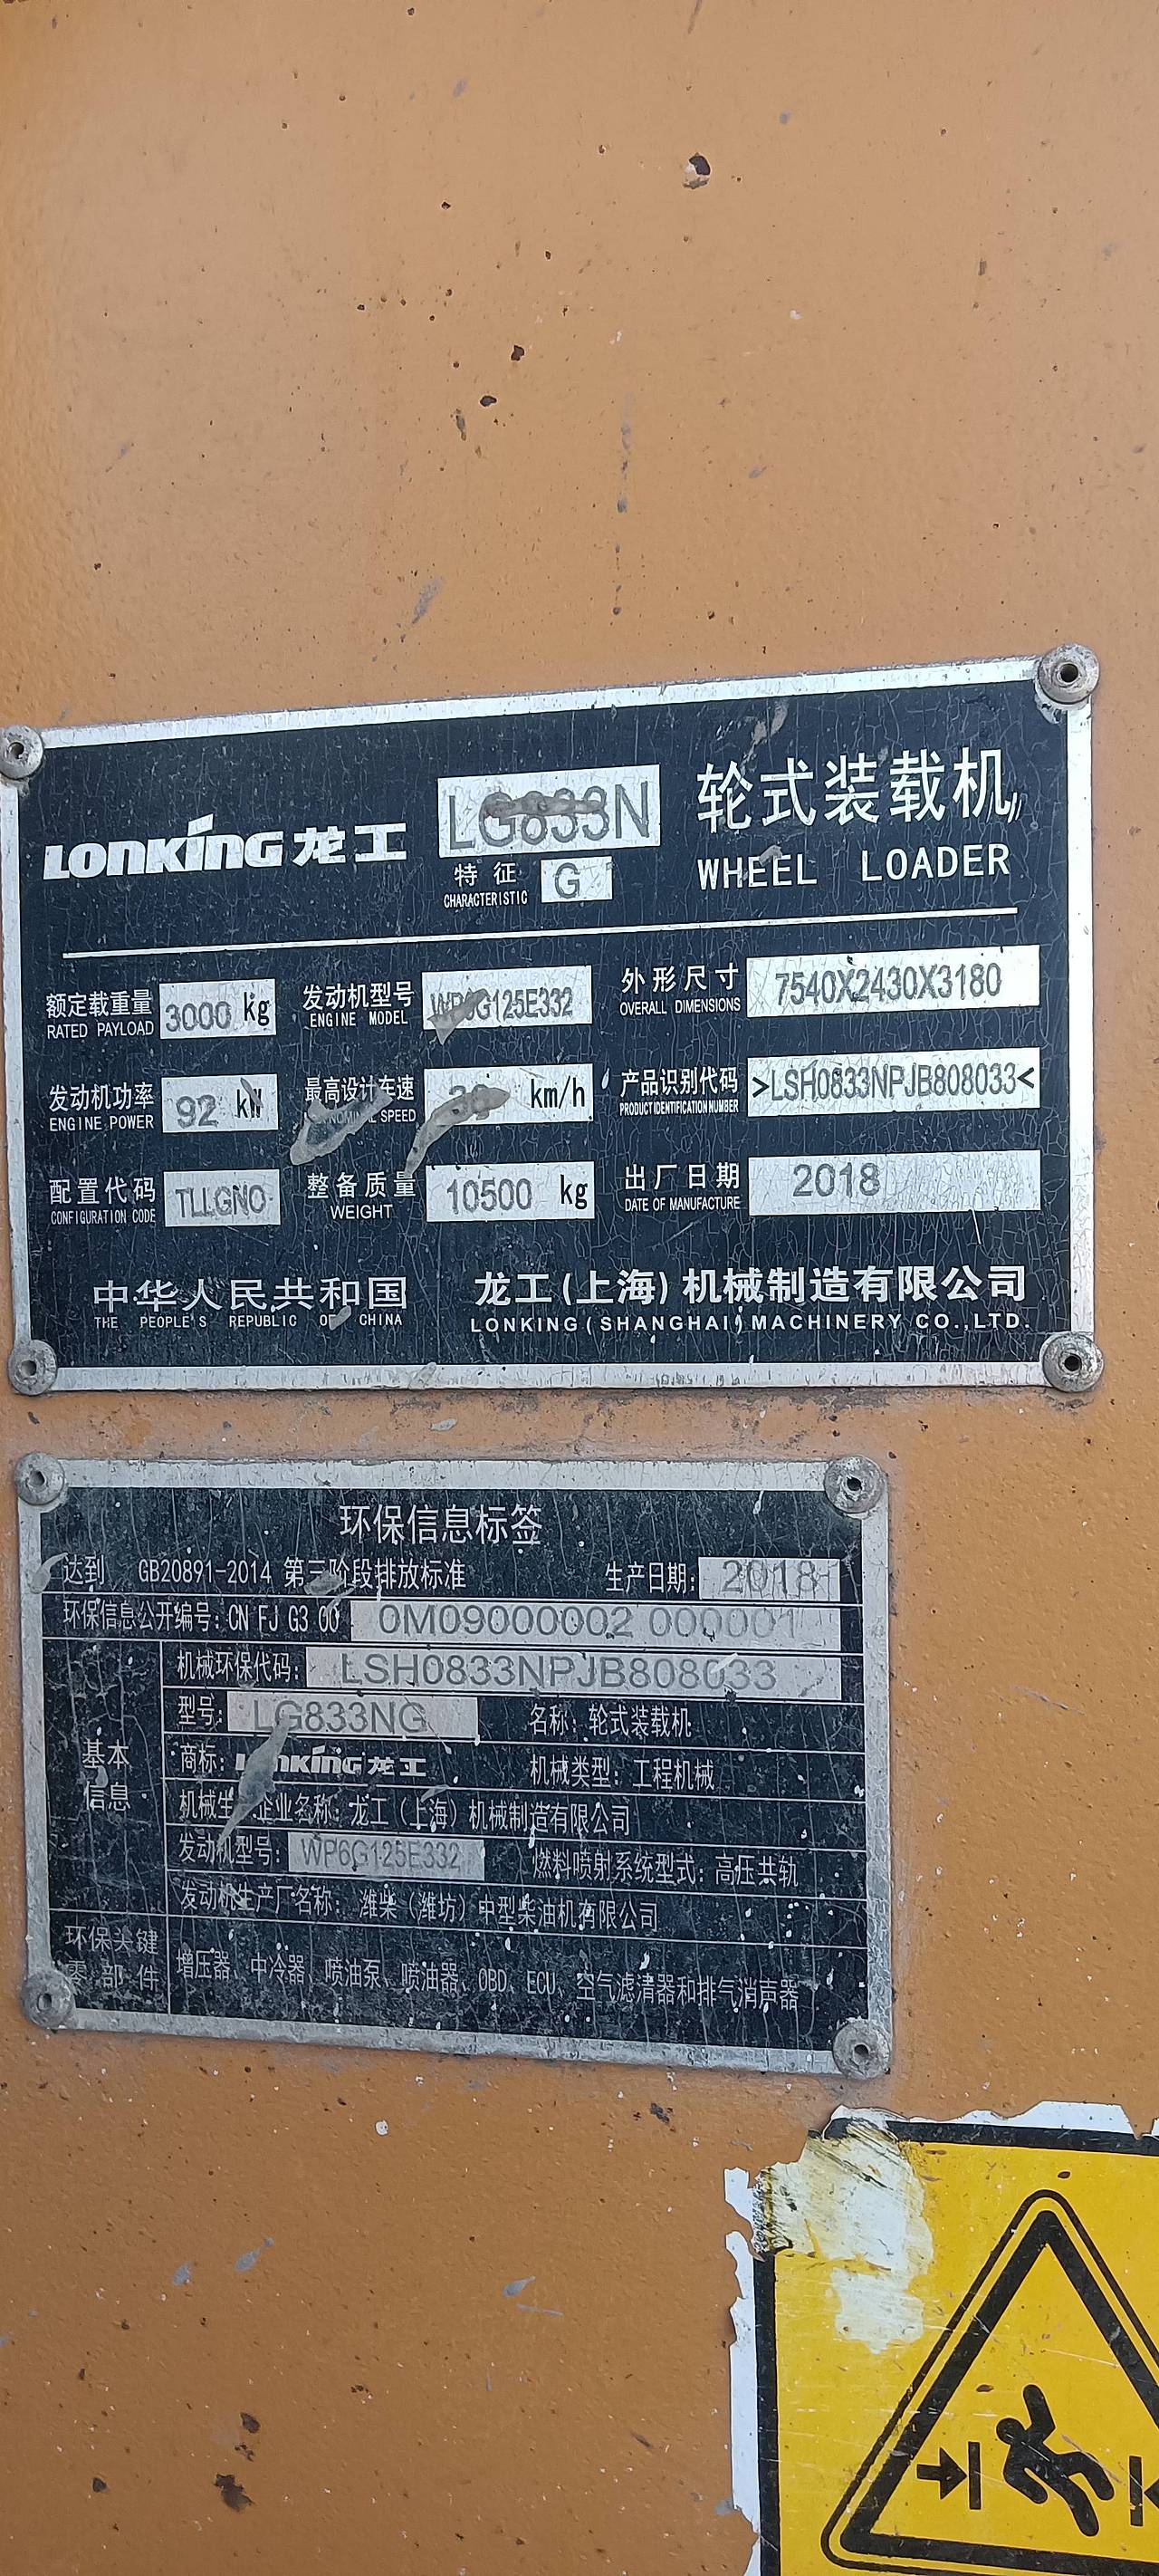 LONKING 龙工 LG833N 轮式装载机
特征 G
CHARACTERISTIC
WHEEL LOADER
额定载重量 3000 kg 发动机型号 WP6G125E332 外形尺寸 7540X2430X3180
RATED PAYLOAD ENGINE MODEL OVERALL DIMENSIONS
发动机功率 92 kW 最高设计车速 km/h 产品识别代码 >LSH0833NPJB808033<
ENGINE POWER SPEED PRODUCT IDENTIFICATION NUMBER
配置代码 TLLGNO 整备质量 10500 kg 出厂日期 2018
CONFIGURATION CODE WEIGHT DATE OF MANUFACTURE
中华人民共和国 龙工(上海)机械制造有限公司
THE PEOPLE'S REPUBLIC OF CHINA LONKING(SHANGHAI)MACHINERY CO.,LTD.
环保信息标签
达到 GB20891-2014 第三阶段排放标准 生产日期: 2018
环保信息公开编号: CN FJ G3 00 0M09000002 000001
机械环保代码: LSH0833NPJB808033
基本信息
型号: LG833NG 名称: 轮式装载机
商标: LONKING 龙工 机械类型: 工程机械
机械生 企业名称: 龙工(上海)机械制造有限公司
发动机型号: WP6G125E332 燃料喷射系统型式: 高压共轨
发动机生产厂名称: 潍柴(潍坊)中型柴油机有限公司
环保关键零部件 增压器、中冷器、喷油泵、喷油器、OBD、ECU、空气滤清器和排气消声器